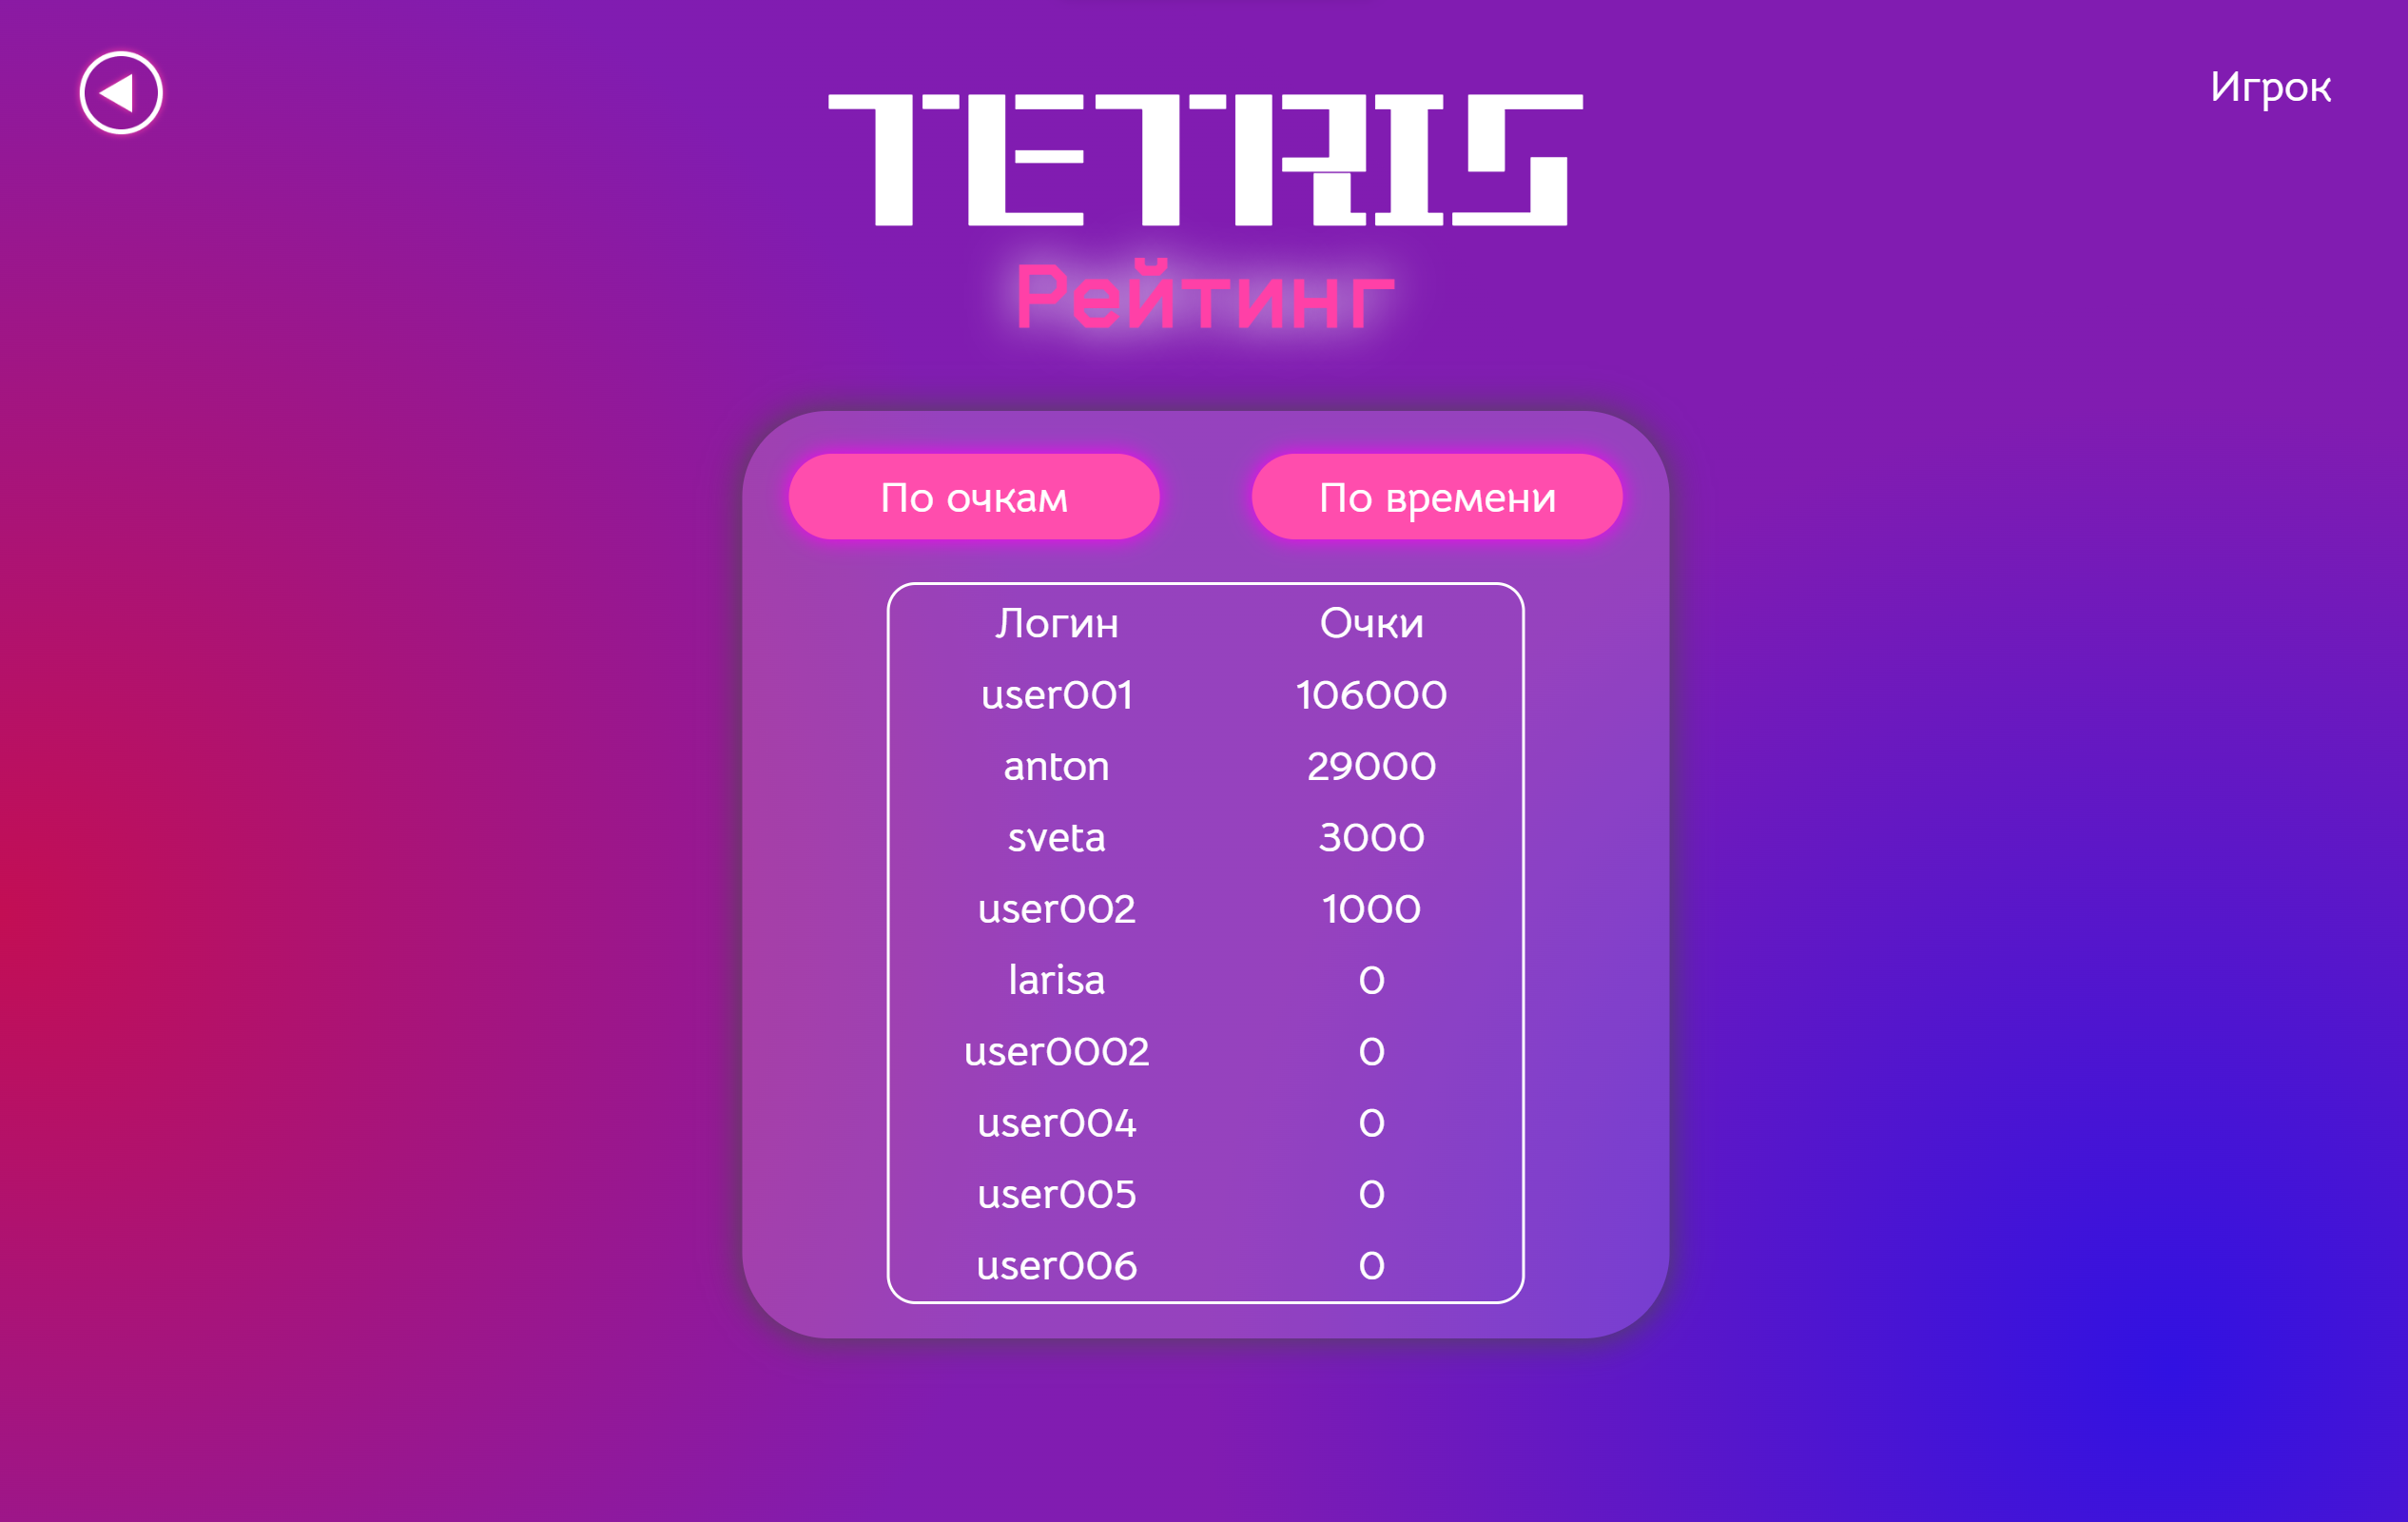 Игрок
TETRIS
Рейтинг
По очкам По времени
Логин Очки
user001 106000
anton 29000
sveta 3000
user002 1000
larisa 0
user0002 0
user004 0
user005 0
user006 0